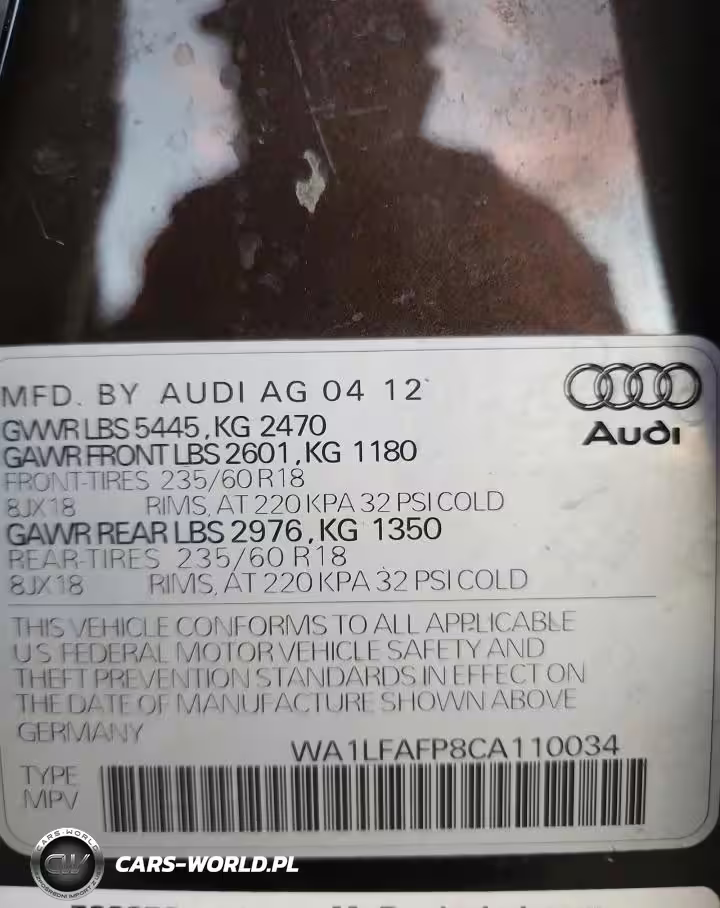 MFD. BY AUDI AG 04 12
Audi
GVWR LBS 5445, KG 2470
GAWR FRONT LBS 2601, KG 1180
FRONT-TIRES 235/60 R18
8JX18 RIMS, AT 220 KPA 32 PSI COLD
GAWR REAR LBS 2976, KG 1350
REAR-TIRES 235/60 R18
8JX18 RIMS, AT 220 KPA 32 PSI COLD
THIS VEHICLE CONFORMS TO ALL APPLICABLE
U S FEDERAL MOTOR VEHICLE SAFETY AND
THEFT PREVENTION STANDARDS IN EFFECT ON
THE DATE OF MANUFACTURE SHOWN ABOVE
GERMANY
WA1LFAFP8CA110034
TYPE
MPV
CARS-WORLD
CW
CARS-WORLD.PL